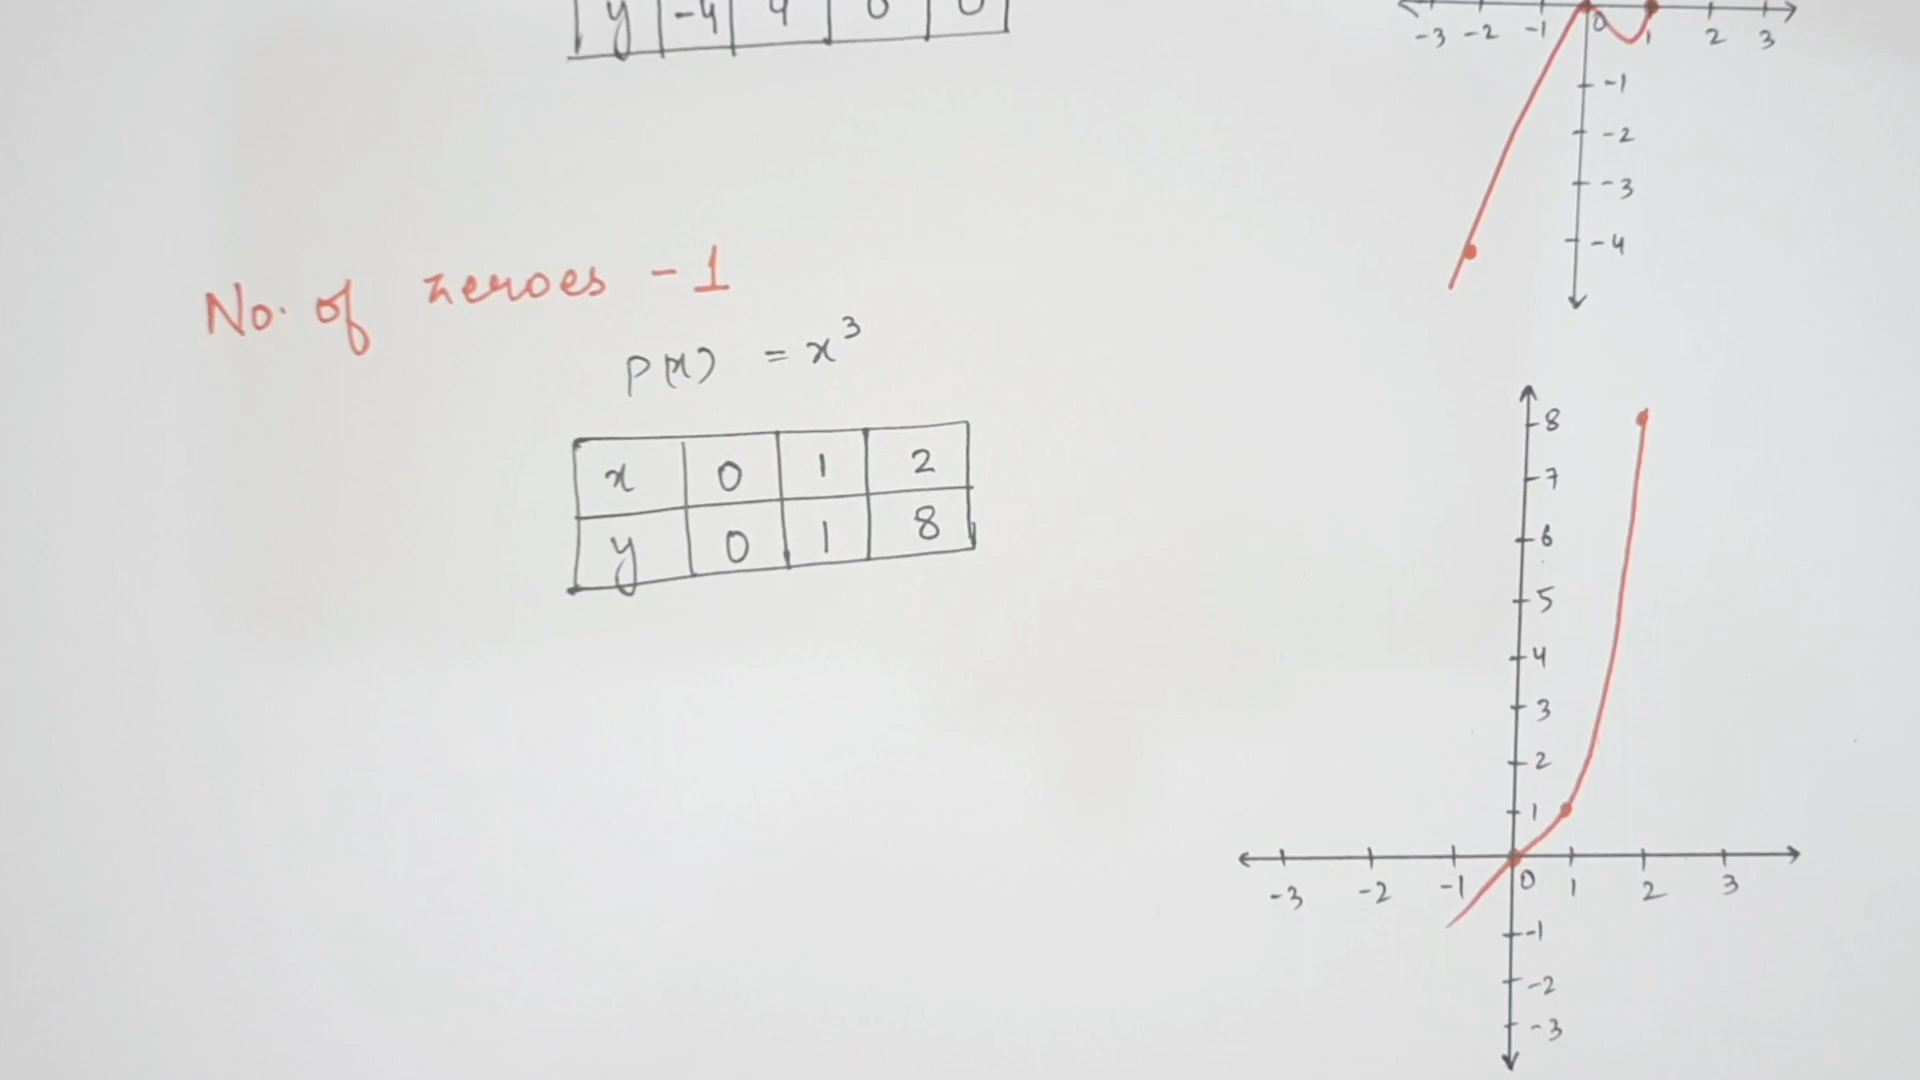 y -4 4 0 0
-3 -2 -1 0 1 2 3
-1
-2
-3
-4
No. of zeroes - 1
P(x) = x³
x 0 1 2
y 0 1 8
8
7
6
5
4
3
2
1
-3 -2 -1 0 1 2 3
-1
-2
-3